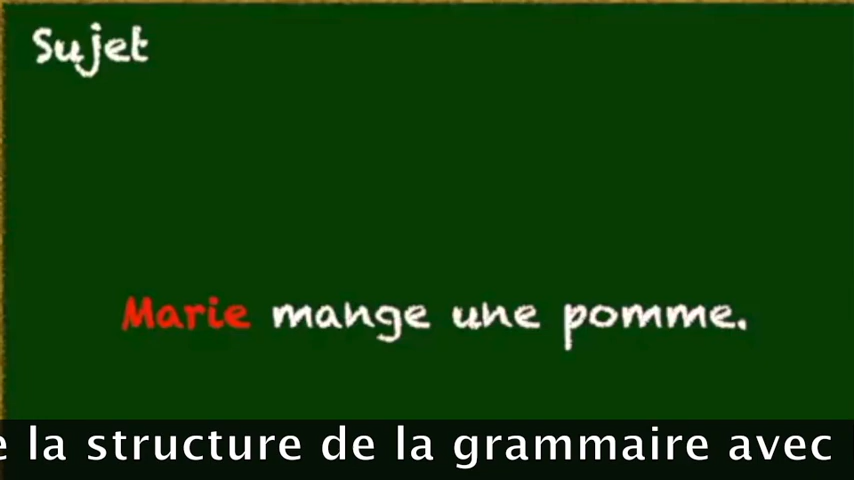 Sujet
Marie mange une pomme.
la structure de la grammaire avec